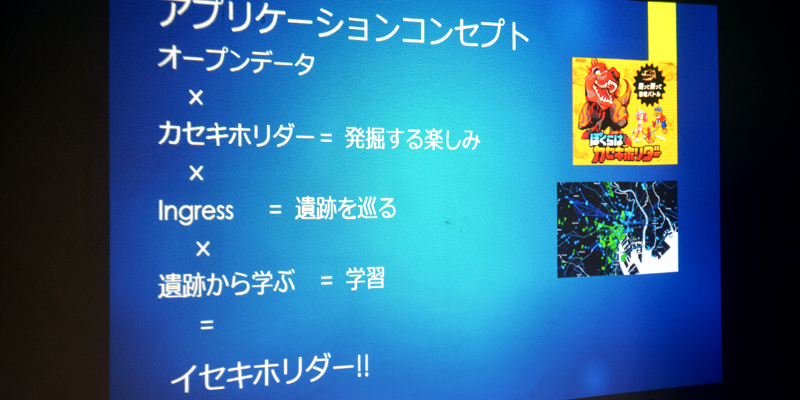 アプリケーションコンセプト
オープンデータ
×
カセキホリダー = 発掘する楽しみ
×
Ingress = 遺跡を巡る
×
遺跡から学ぶ = 学習
=
イセキホリダー!!
ぼくらは
カセキホリダー